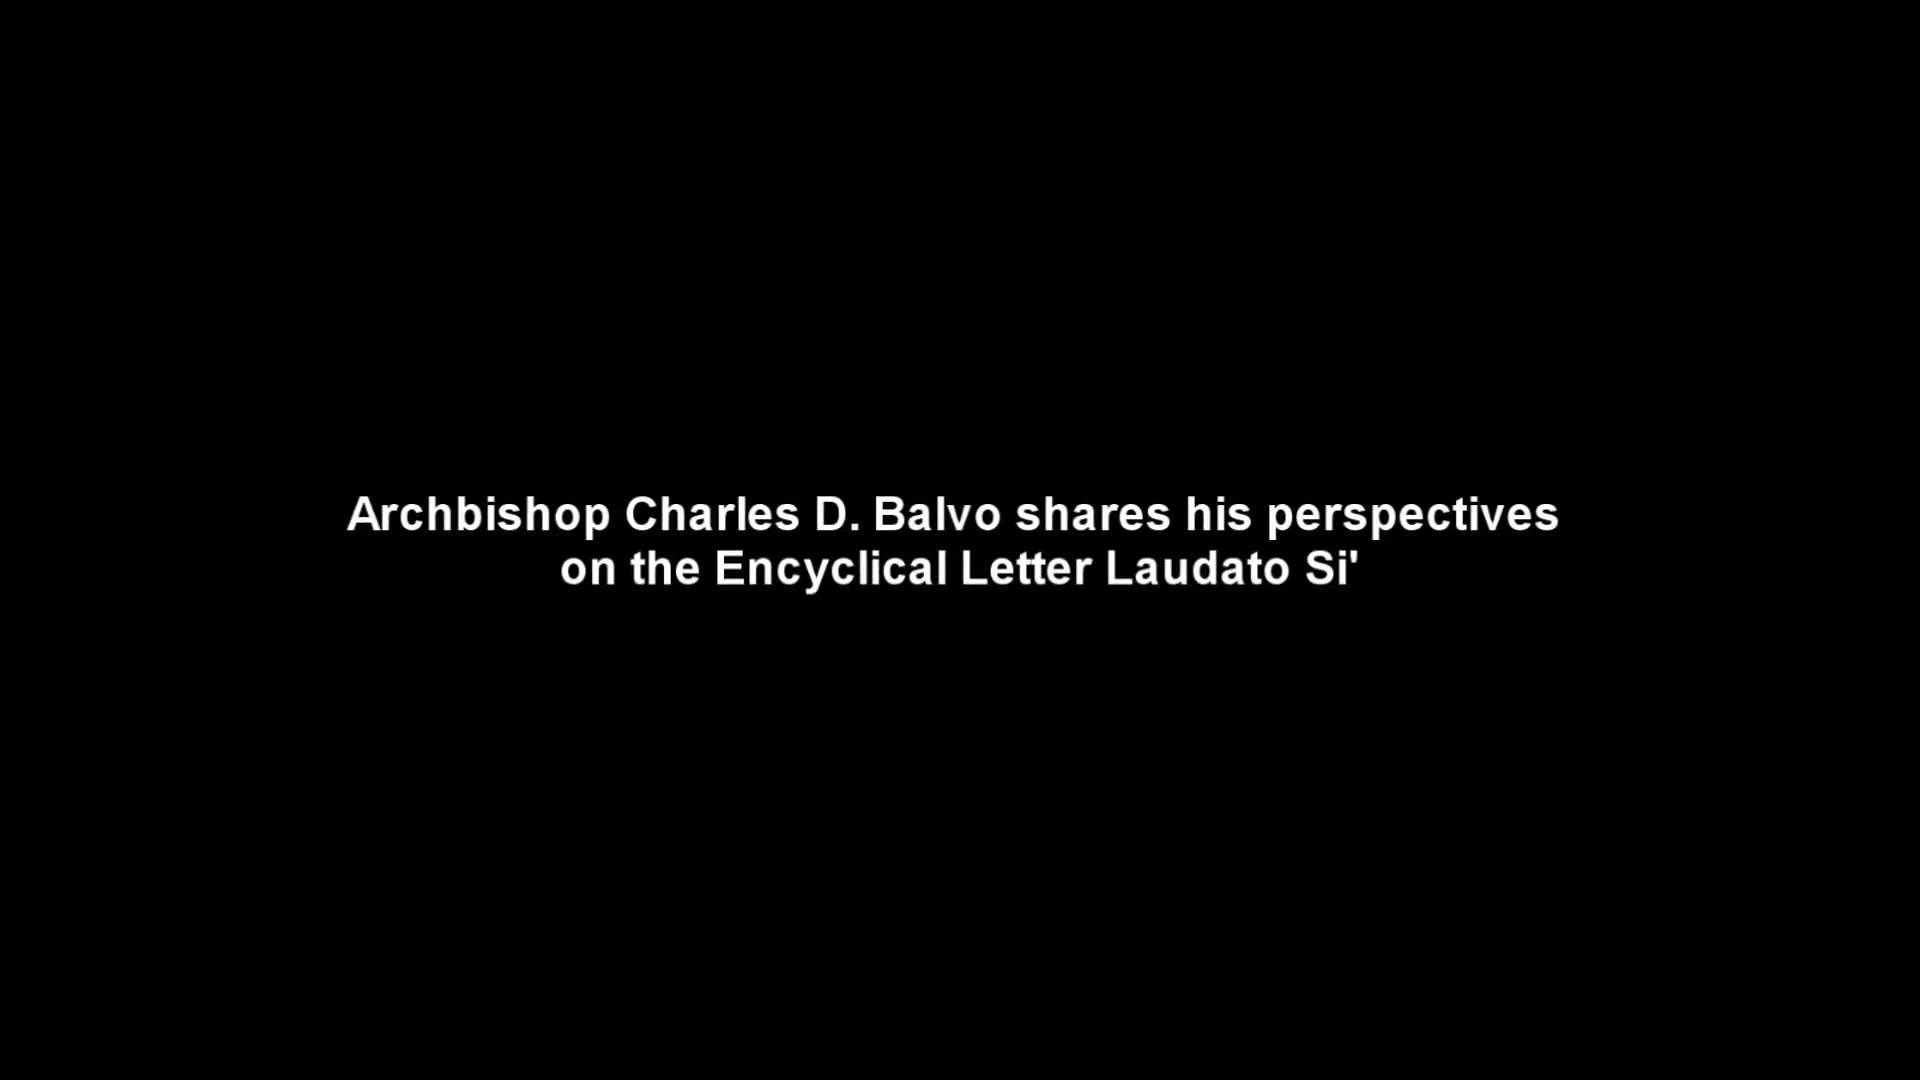 Archbishop Charles D. Balvo shares his perspectives
on the Encyclical Letter Laudato Si'